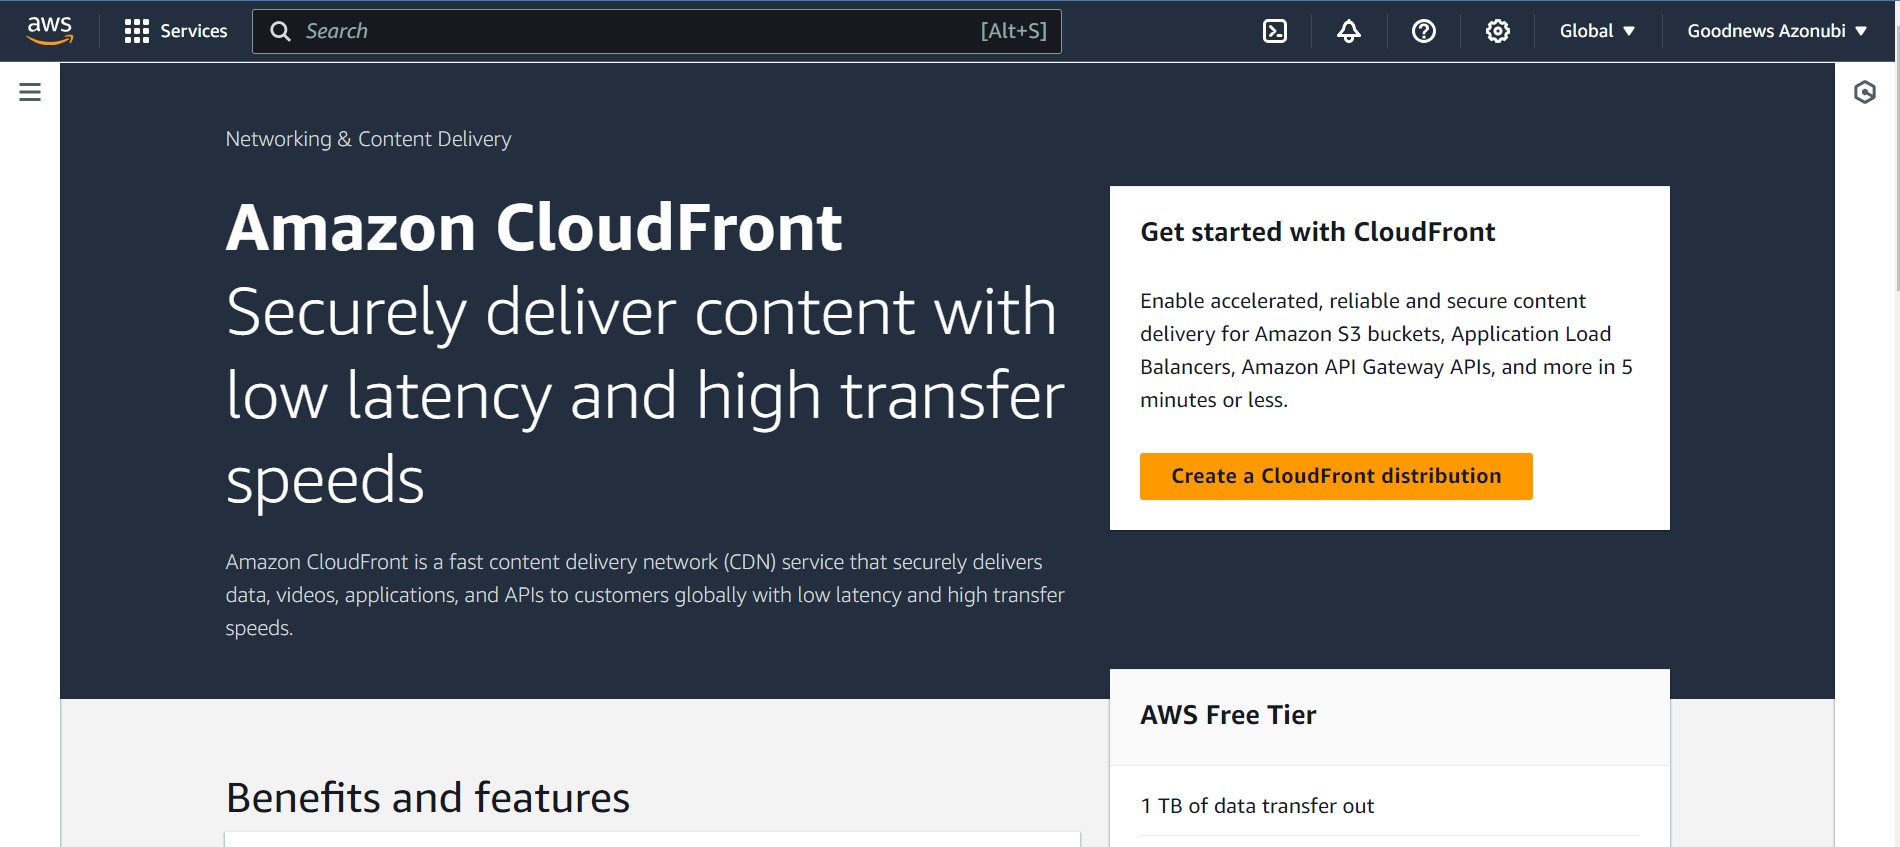 aws
Services
Search
[Alt+S]
Global
Goodnews Azonubi
Networking & Content Delivery
Amazon CloudFront
Securely deliver content with
low latency and high transfer
speeds
Amazon CloudFront is a fast content delivery network (CDN) service that securely delivers
data, videos, applications, and APIs to customers globally with low latency and high transfer
speeds.
Get started with CloudFront
Enable accelerated, reliable and secure content
delivery for Amazon S3 buckets, Application Load
Balancers, Amazon API Gateway APIs, and more in 5
minutes or less.
Create a CloudFront distribution
Benefits and features
AWS Free Tier
1 TB of data transfer out